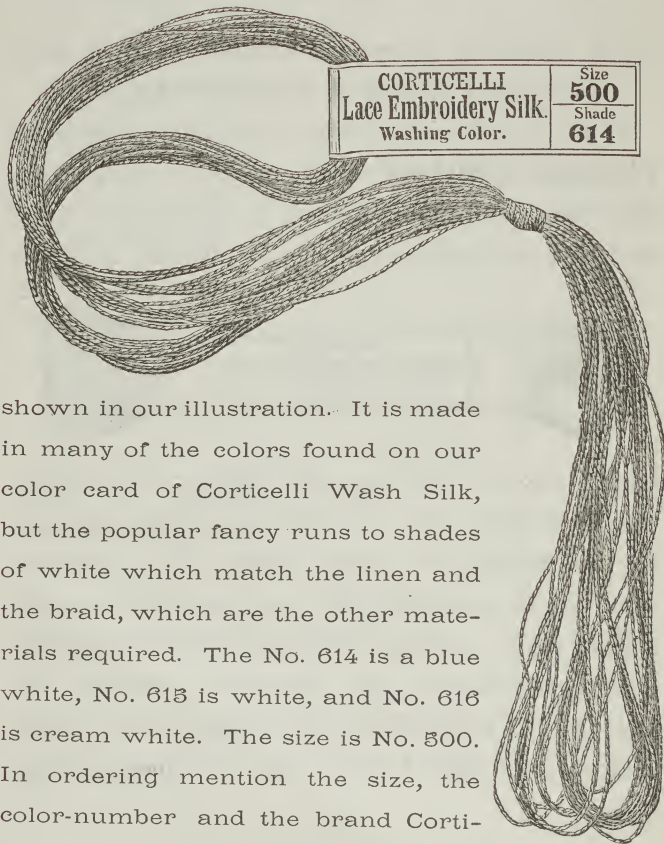 CORTICELLI
Lace Embroidery Silk.
Washing Color.
Size
500
Shade
614
shown in our illustration. It is made
in many of the colors found on our
color card of Corticelli Wash Silk,
but the popular fancy runs to shades
of white which match the linen and
the braid, which are the other mate-
rials required. The No. 614 is a blue
white, No. 615 is white, and No. 616
is cream white. The size is No. 500.
In ordering mention the size, the
color-number and the brand Corti-